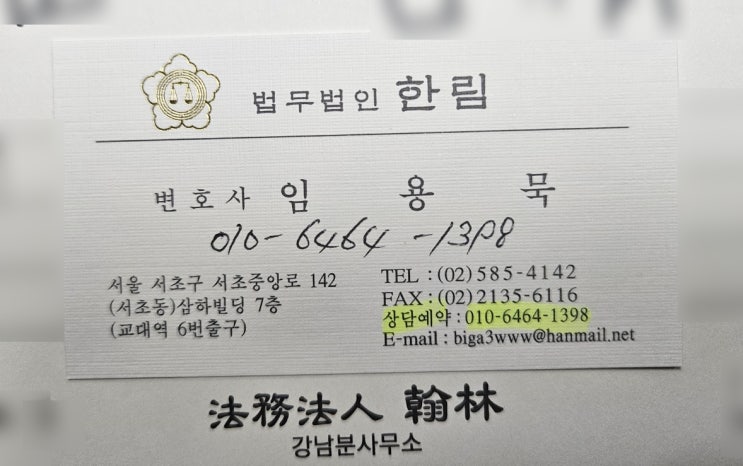 법무법인 한림
변호사 임 용 묵
010-6464-1398
서울 서초구 서초중앙로 142
(서초동)삼하빌딩 7층
(교대역 6번출구)
TEL : (02) 585-4142
FAX : (02) 2135-6116
상담예약 : 010-6464-1398
E-mail : biga3www@hanmail.net
法務法人 翰林
강남분사무소